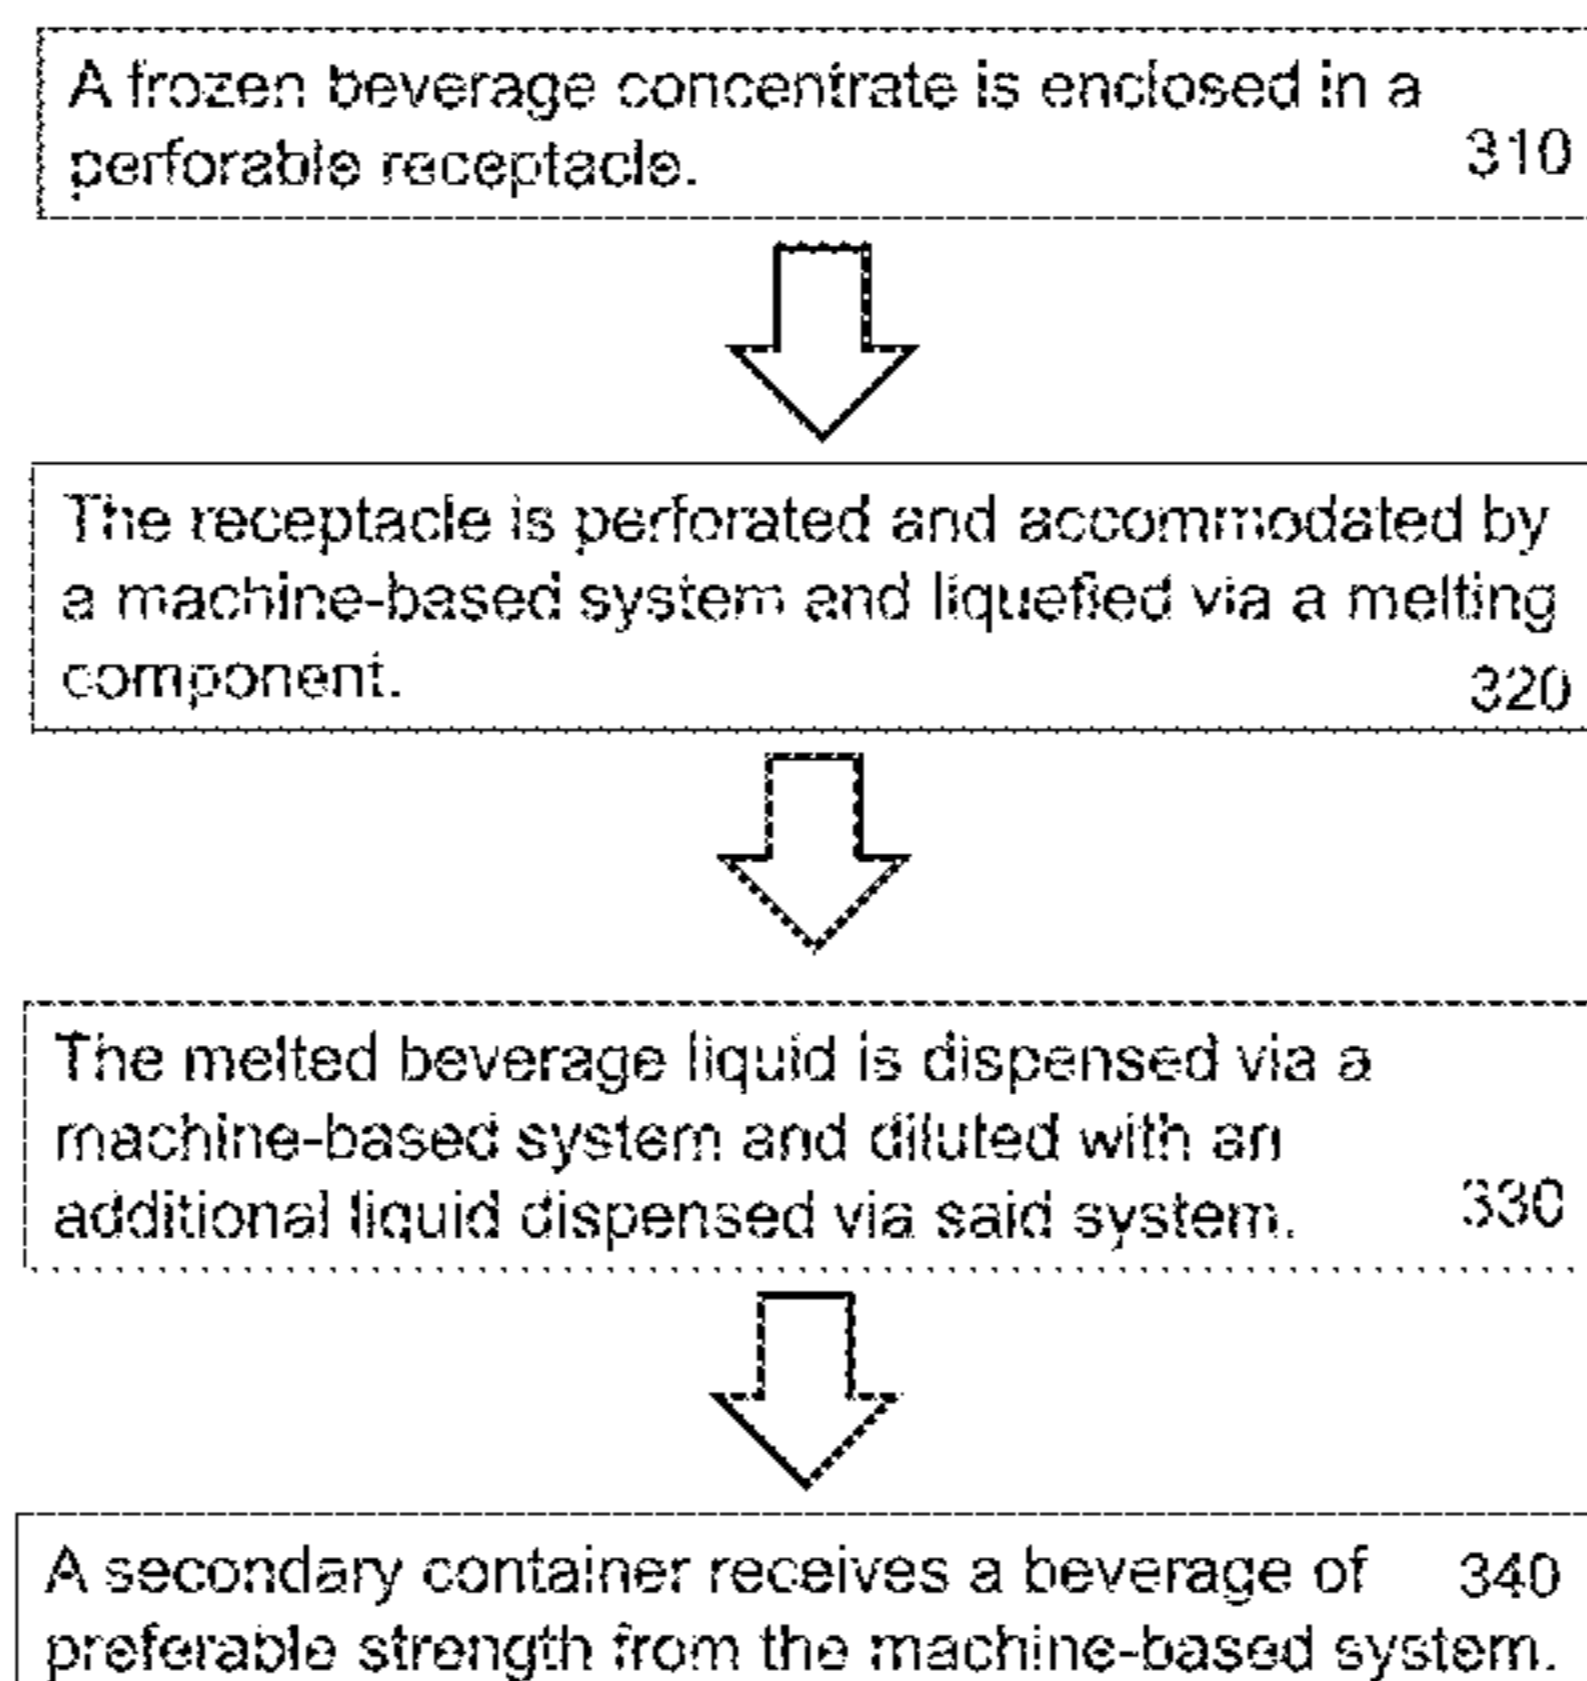 A frozen beverage concentrate is enclosed in a
perforable receptacle. 310
The receptacle is perforated and accommodated by
a machine-based system and liquefied via a melting
component. 320
The melted beverage liquid is dispensed via a
machine-based system and diluted with an
additional liquid dispensed via said system. 330
A secondary container receives a beverage of 340
preferable strength from the machine-based system.